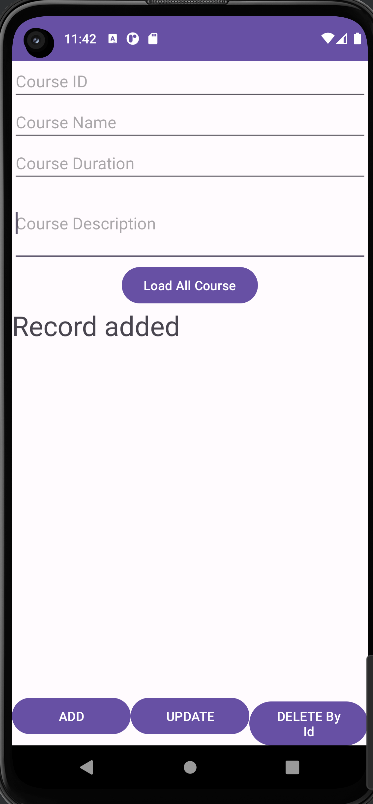 11:42
Course ID
Course Name
Course Duration
Course Description
Load All Course
Record added
ADD
UPDATE
DELETE By
Id